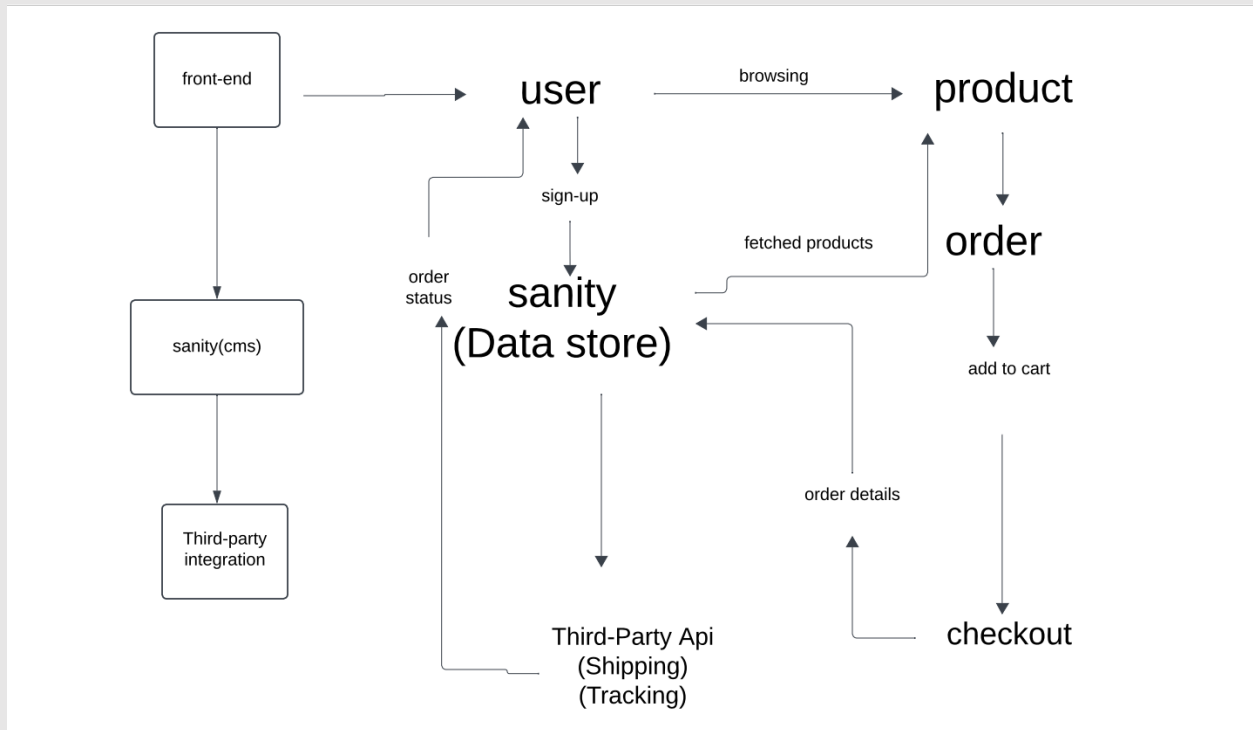 front-end
user
browsing
product
sign-up
fetched products
order
order
status
sanity
(Data store)
sanity(cms)
add to cart
order details
Third-party
integration
Third-Party Api
(Shipping)
(Tracking)
checkout